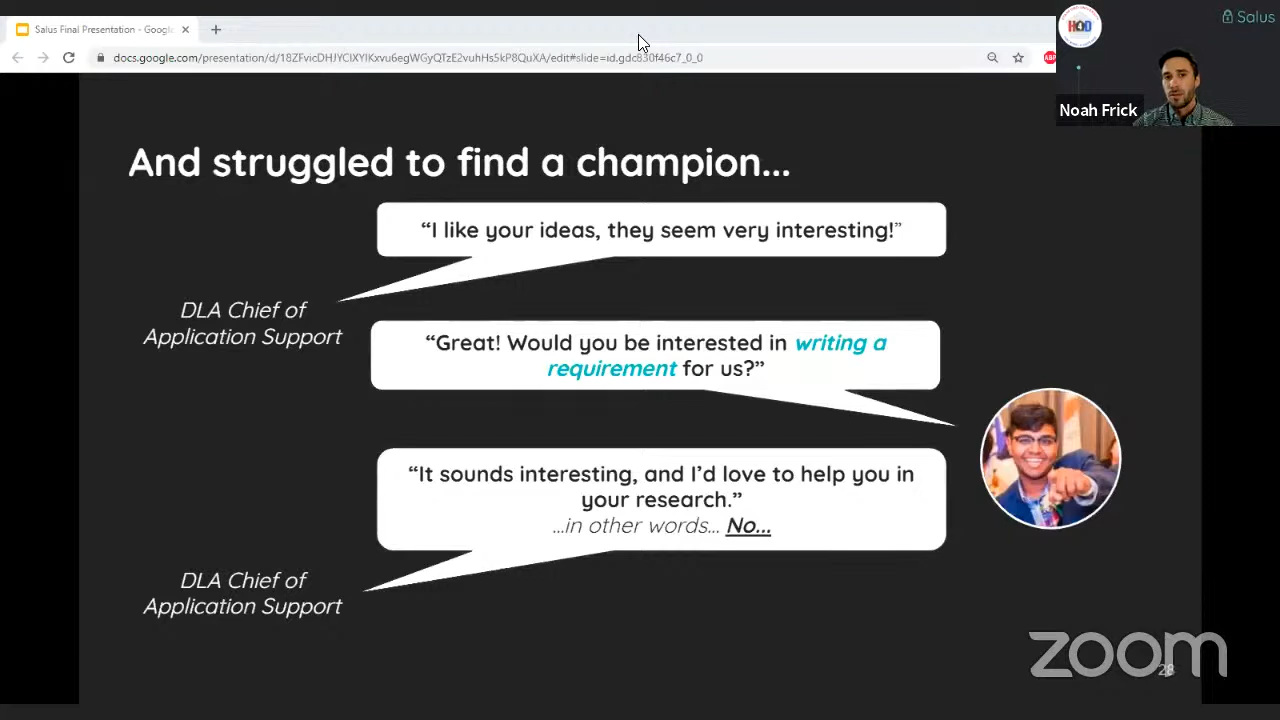 Salus Final Presentation - Googl
docs.google.com/presentation/d/18ZFvicDHJYClXYlKxvu6egWGyQTzE2vuhHs5kP8QuXA/edit#slide=id.gdc830f46c7_0_0
ABP
H4D
Salus
Noah Frick
And struggled to find a champion...
“I like your ideas, they seem very interesting!”
DLA Chief of
Application Support
“Great! Would you be interested in writing a
requirement for us?”
“It sounds interesting, and I’d love to help you in
your research.”
...in other words... No...
DLA Chief of
Application Support
zoom
28